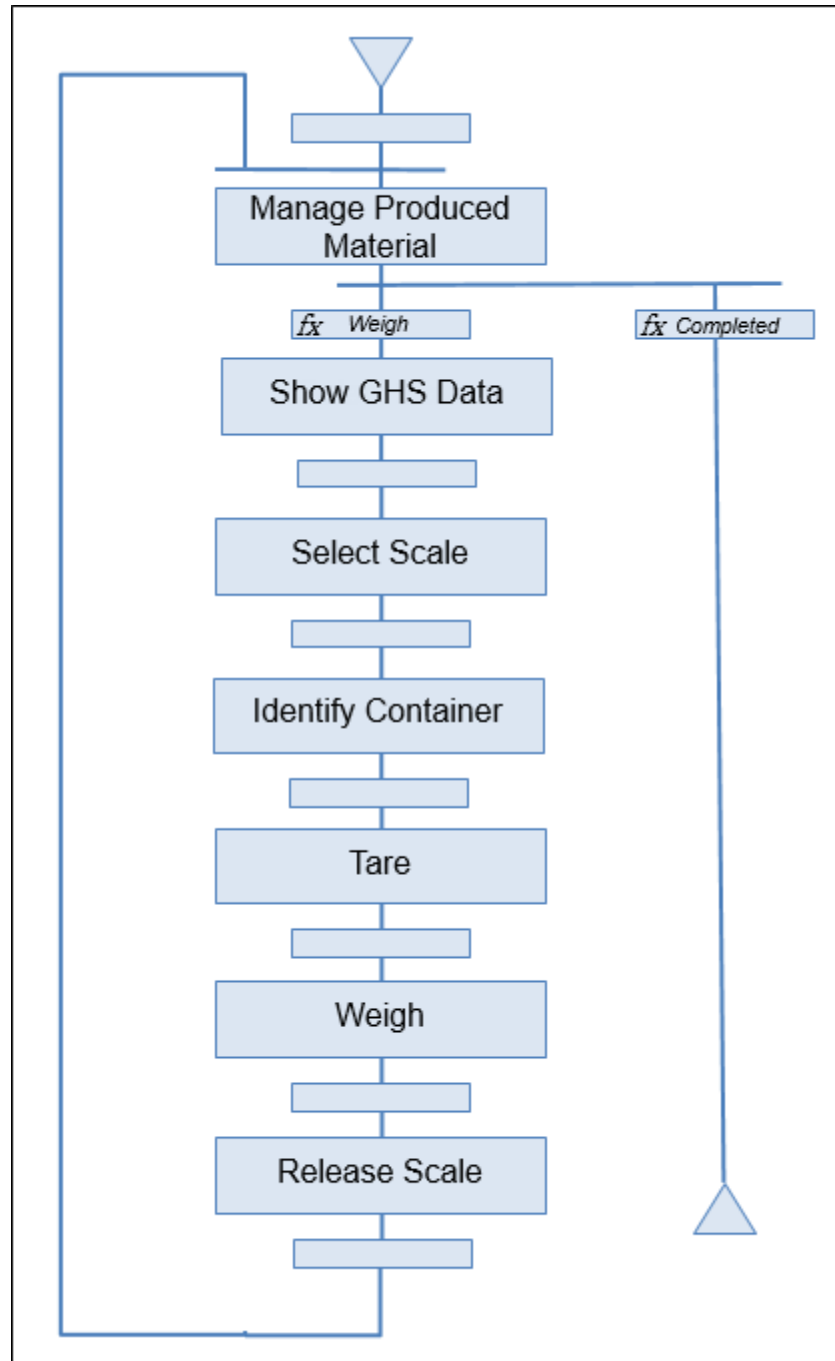 Manage Produced
Material
fx Weigh
fx Completed
Show GHS Data
Select Scale
Identify Container
Tare
Weigh
Release Scale